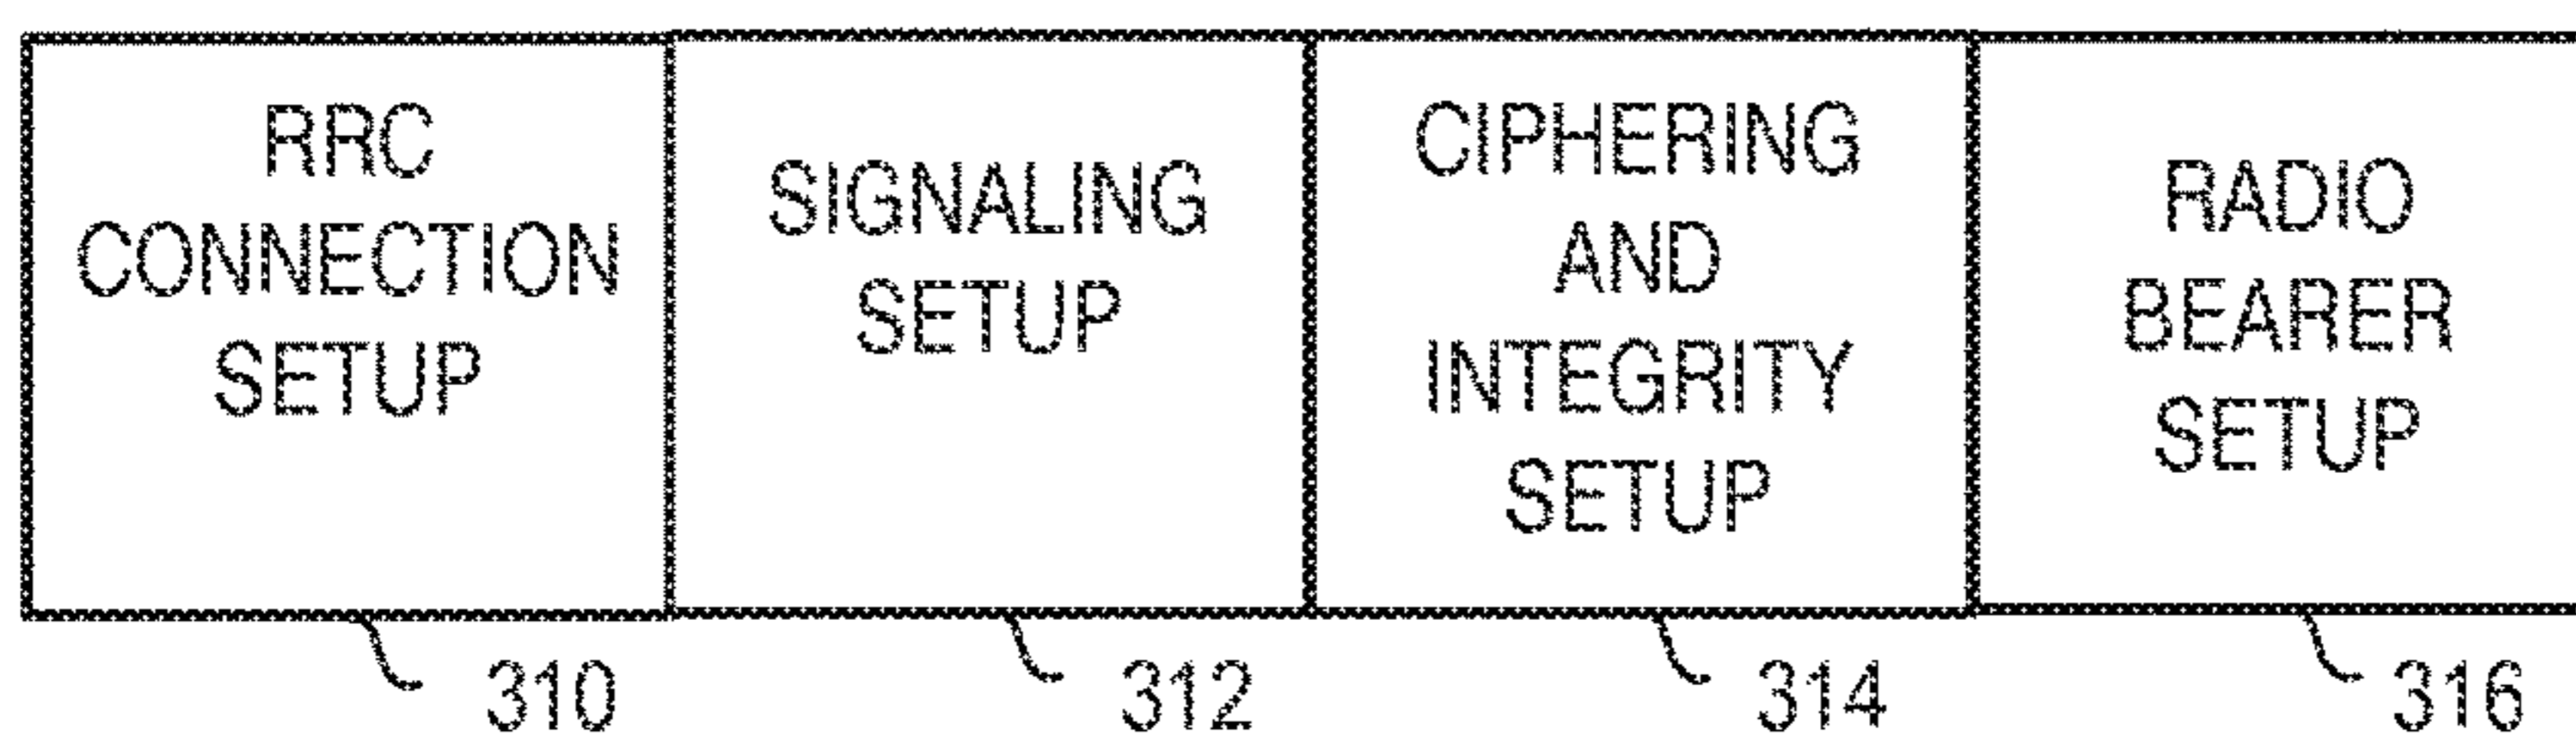 RRC
CONNECTION
SETUP
SIGNALING
SETUP
CIPHERING
AND
INTEGRITY
SETUP
RADIO
BEARER
SETUP
310
312
314
316